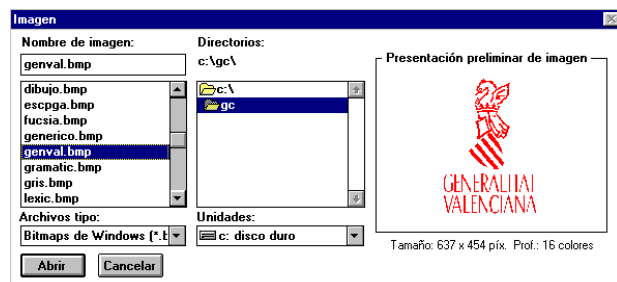 Imagen
Nombre de imagen:
genval.bmp
dibujo.bmp
escpga.bmp
fucsia.bmp
generico.bmp
genval.bmp
gramatic.bmp
gris.bmp
lexic.bmp
Archivos tipo:
Bitmaps de Windows (*.b
Abrir
Cancelar
Directorios:
c:\gc\
c:\
gc
Unidades:
c: disco duro
Presentación preliminar de imagen
GENERALITAT
VALENCIANA
Tamaño: 637 x 454 píx. Prof.: 16 colores